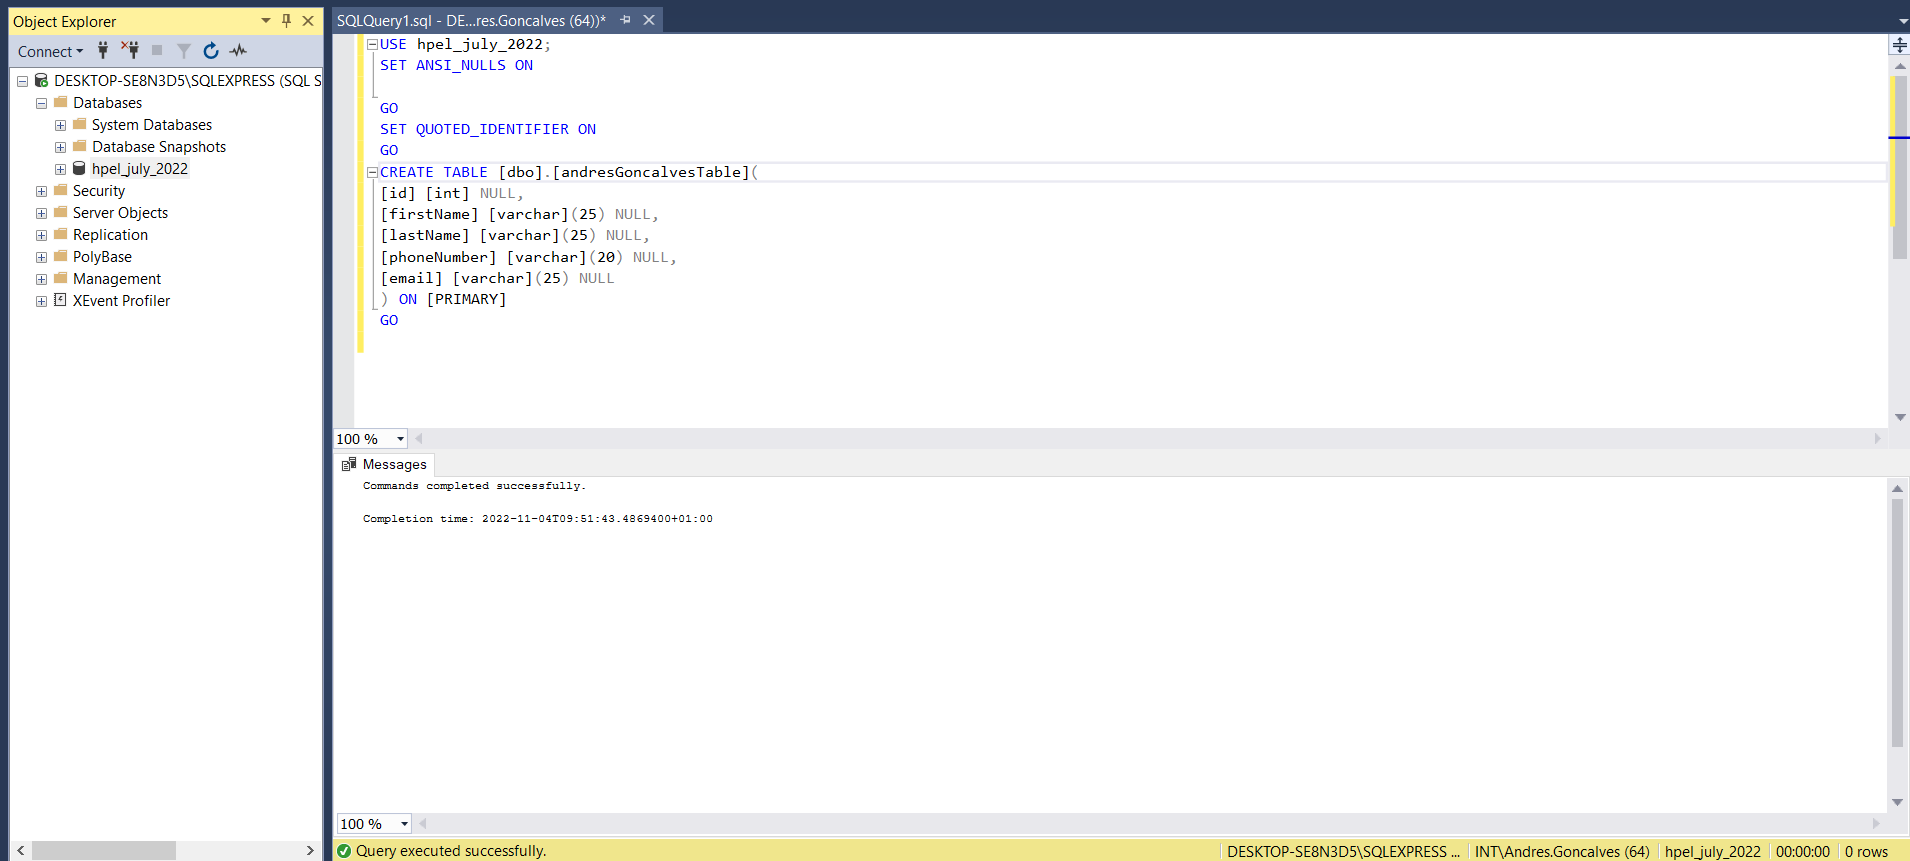 Object Explorer
Connect
DESKTOP-SE8N3D5\SQLEXPRESS (SQL S
Databases
System Databases
Database Snapshots
hpel_july_2022
Security
Server Objects
Replication
PolyBase
Management
XEvent Profiler
SQLQuery1.sql - DE...res.Goncalves (64))*
USE hpel_july_2022;
SET ANSI_NULLS ON
GO
SET QUOTED_IDENTIFIER ON
GO
CREATE TABLE [dbo].[andresGoncalvesTable](
[id] [int] NULL,
[firstName] [varchar](25) NULL,
[lastName] [varchar](25) NULL,
[phoneNumber] [varchar](20) NULL,
[email] [varchar](25) NULL
) ON [PRIMARY]
GO
100 %
Messages
Commands completed successfully.
Completion time: 2022-11-04T09:51:43.4869400+01:00
100 %
Query executed successfully.
DESKTOP-SE8N3D5\SQLEXPRESS ...
INT\Andres.Goncalves (64)
hpel_july_2022
00:00:00
0 rows